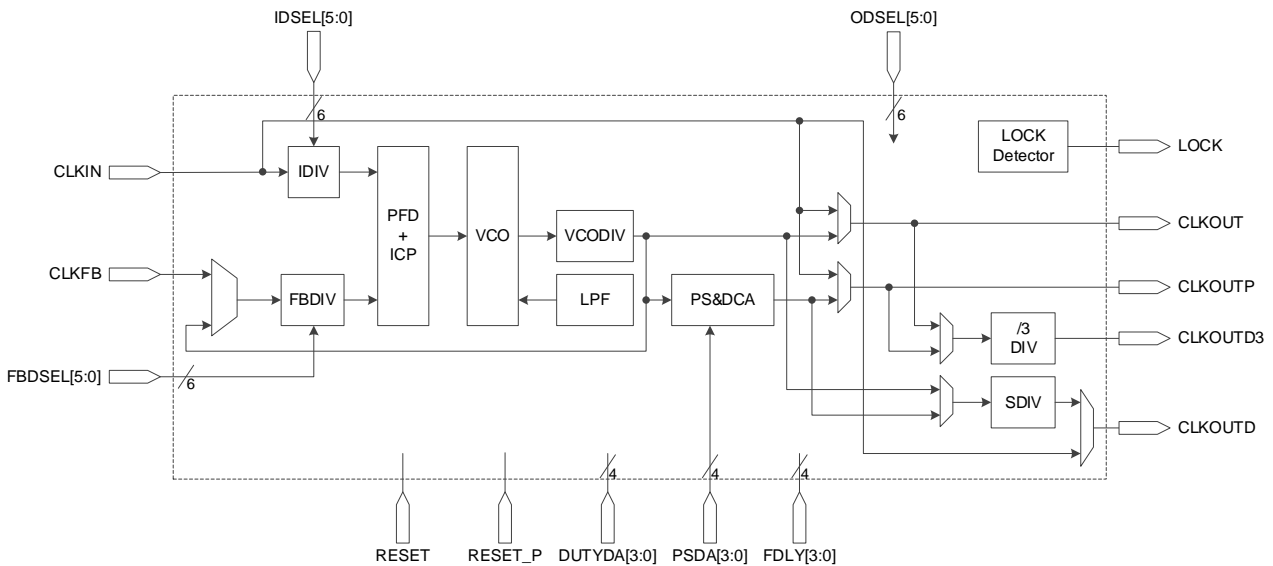 IDSEL[5:0]
ODSEL[5:0]
6
6
CLKIN
IDIV
LOCK
Detector
LOCK
PFD
+
ICP
VCO
VCODIV
CLKOUT
CLKFB
FBDIV
LPF
PS&DCA
CLKOUTP
/3
DIV
CLKOUTD3
FBDSEL[5:0]
6
SDIV
CLKOUTD
4
4
4
RESET
RESET_P
DUTYDA[3:0]
PSDA[3:0]
FDLY[3:0]